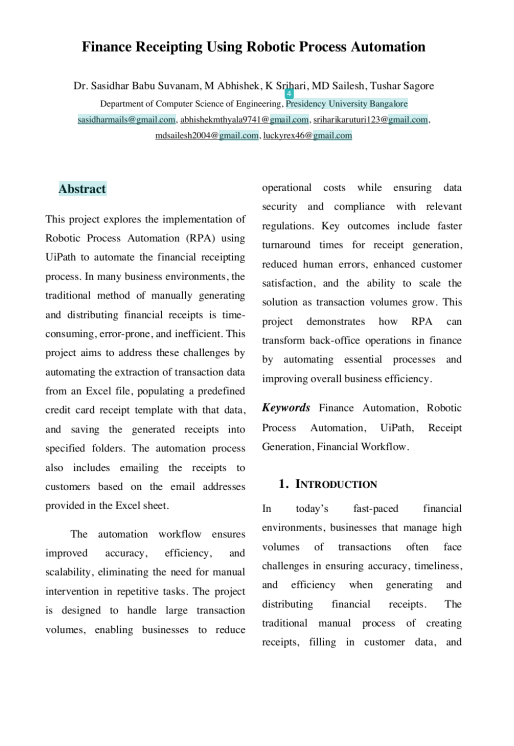 Finance Receipting Using Robotic Process Automation
Dr. Sasidhar Babu Suvanam, M Abhishek, K Srihari, MD Sailesh, Tushar Sagore
4
Department of Computer Science of Engineering, Presidency University Bangalore
sasidharmails@gmail.com, abhishekmthyala9741@gmail.com, sriharikaruturi123@gmail.com,
mdsailesh2004@gmail.com, luckyrex46@gmail.com
Abstract
This project explores the implementation of
Robotic Process Automation (RPA) using
UiPath to automate the financial receipting
process. In many business environments, the
traditional method of manually generating
and distributing financial receipts is time-
consuming, error-prone, and inefficient. This
project aims to address these challenges by
automating the extraction of transaction data
from an Excel file, populating a predefined
credit card receipt template with that data,
and saving the generated receipts into
specified folders. The automation process
also includes emailing the receipts to
customers based on the email addresses
provided in the Excel sheet.
The automation workflow ensures
improved accuracy, efficiency, and
scalability, eliminating the need for manual
intervention in repetitive tasks. The project
is designed to handle large transaction
volumes, enabling businesses to reduce
operational costs while ensuring data
security and compliance with relevant
regulations. Key outcomes include faster
turnaround times for receipt generation,
reduced human errors, enhanced customer
satisfaction, and the ability to scale the
solution as transaction volumes grow. This
project demonstrates how RPA can
transform back-office operations in finance
by automating essential processes and
improving overall business efficiency.
Keywords Finance Automation, Robotic
Process Automation, UiPath, Receipt
Generation, Financial Workflow.
1. INTRODUCTION
In today's fast-paced financial
environments, businesses that manage high
volumes of transactions often face
challenges in ensuring accuracy, timeliness,
and efficiency when generating and
distributing financial receipts. The
traditional manual process of creating
receipts, filling in customer data, and